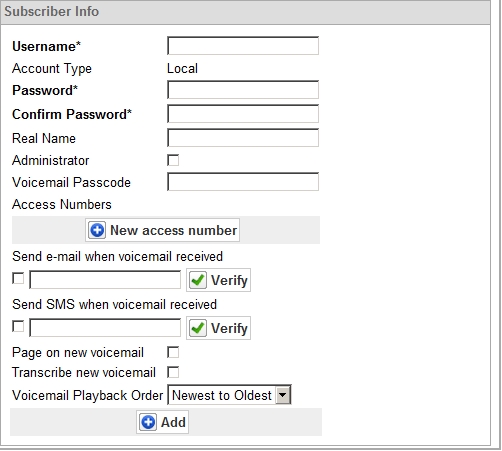 Subscriber Info
Username*
Account Type Local
Password*
Confirm Password*
Real Name
Administrator
Voicemail Passcode
Access Numbers
New access number
Send e-mail when voicemail received
Verify
Send SMS when voicemail received
Verify
Page on new voicemail
Transcribe new voicemail
Voicemail Playback Order Newest to Oldest
Add